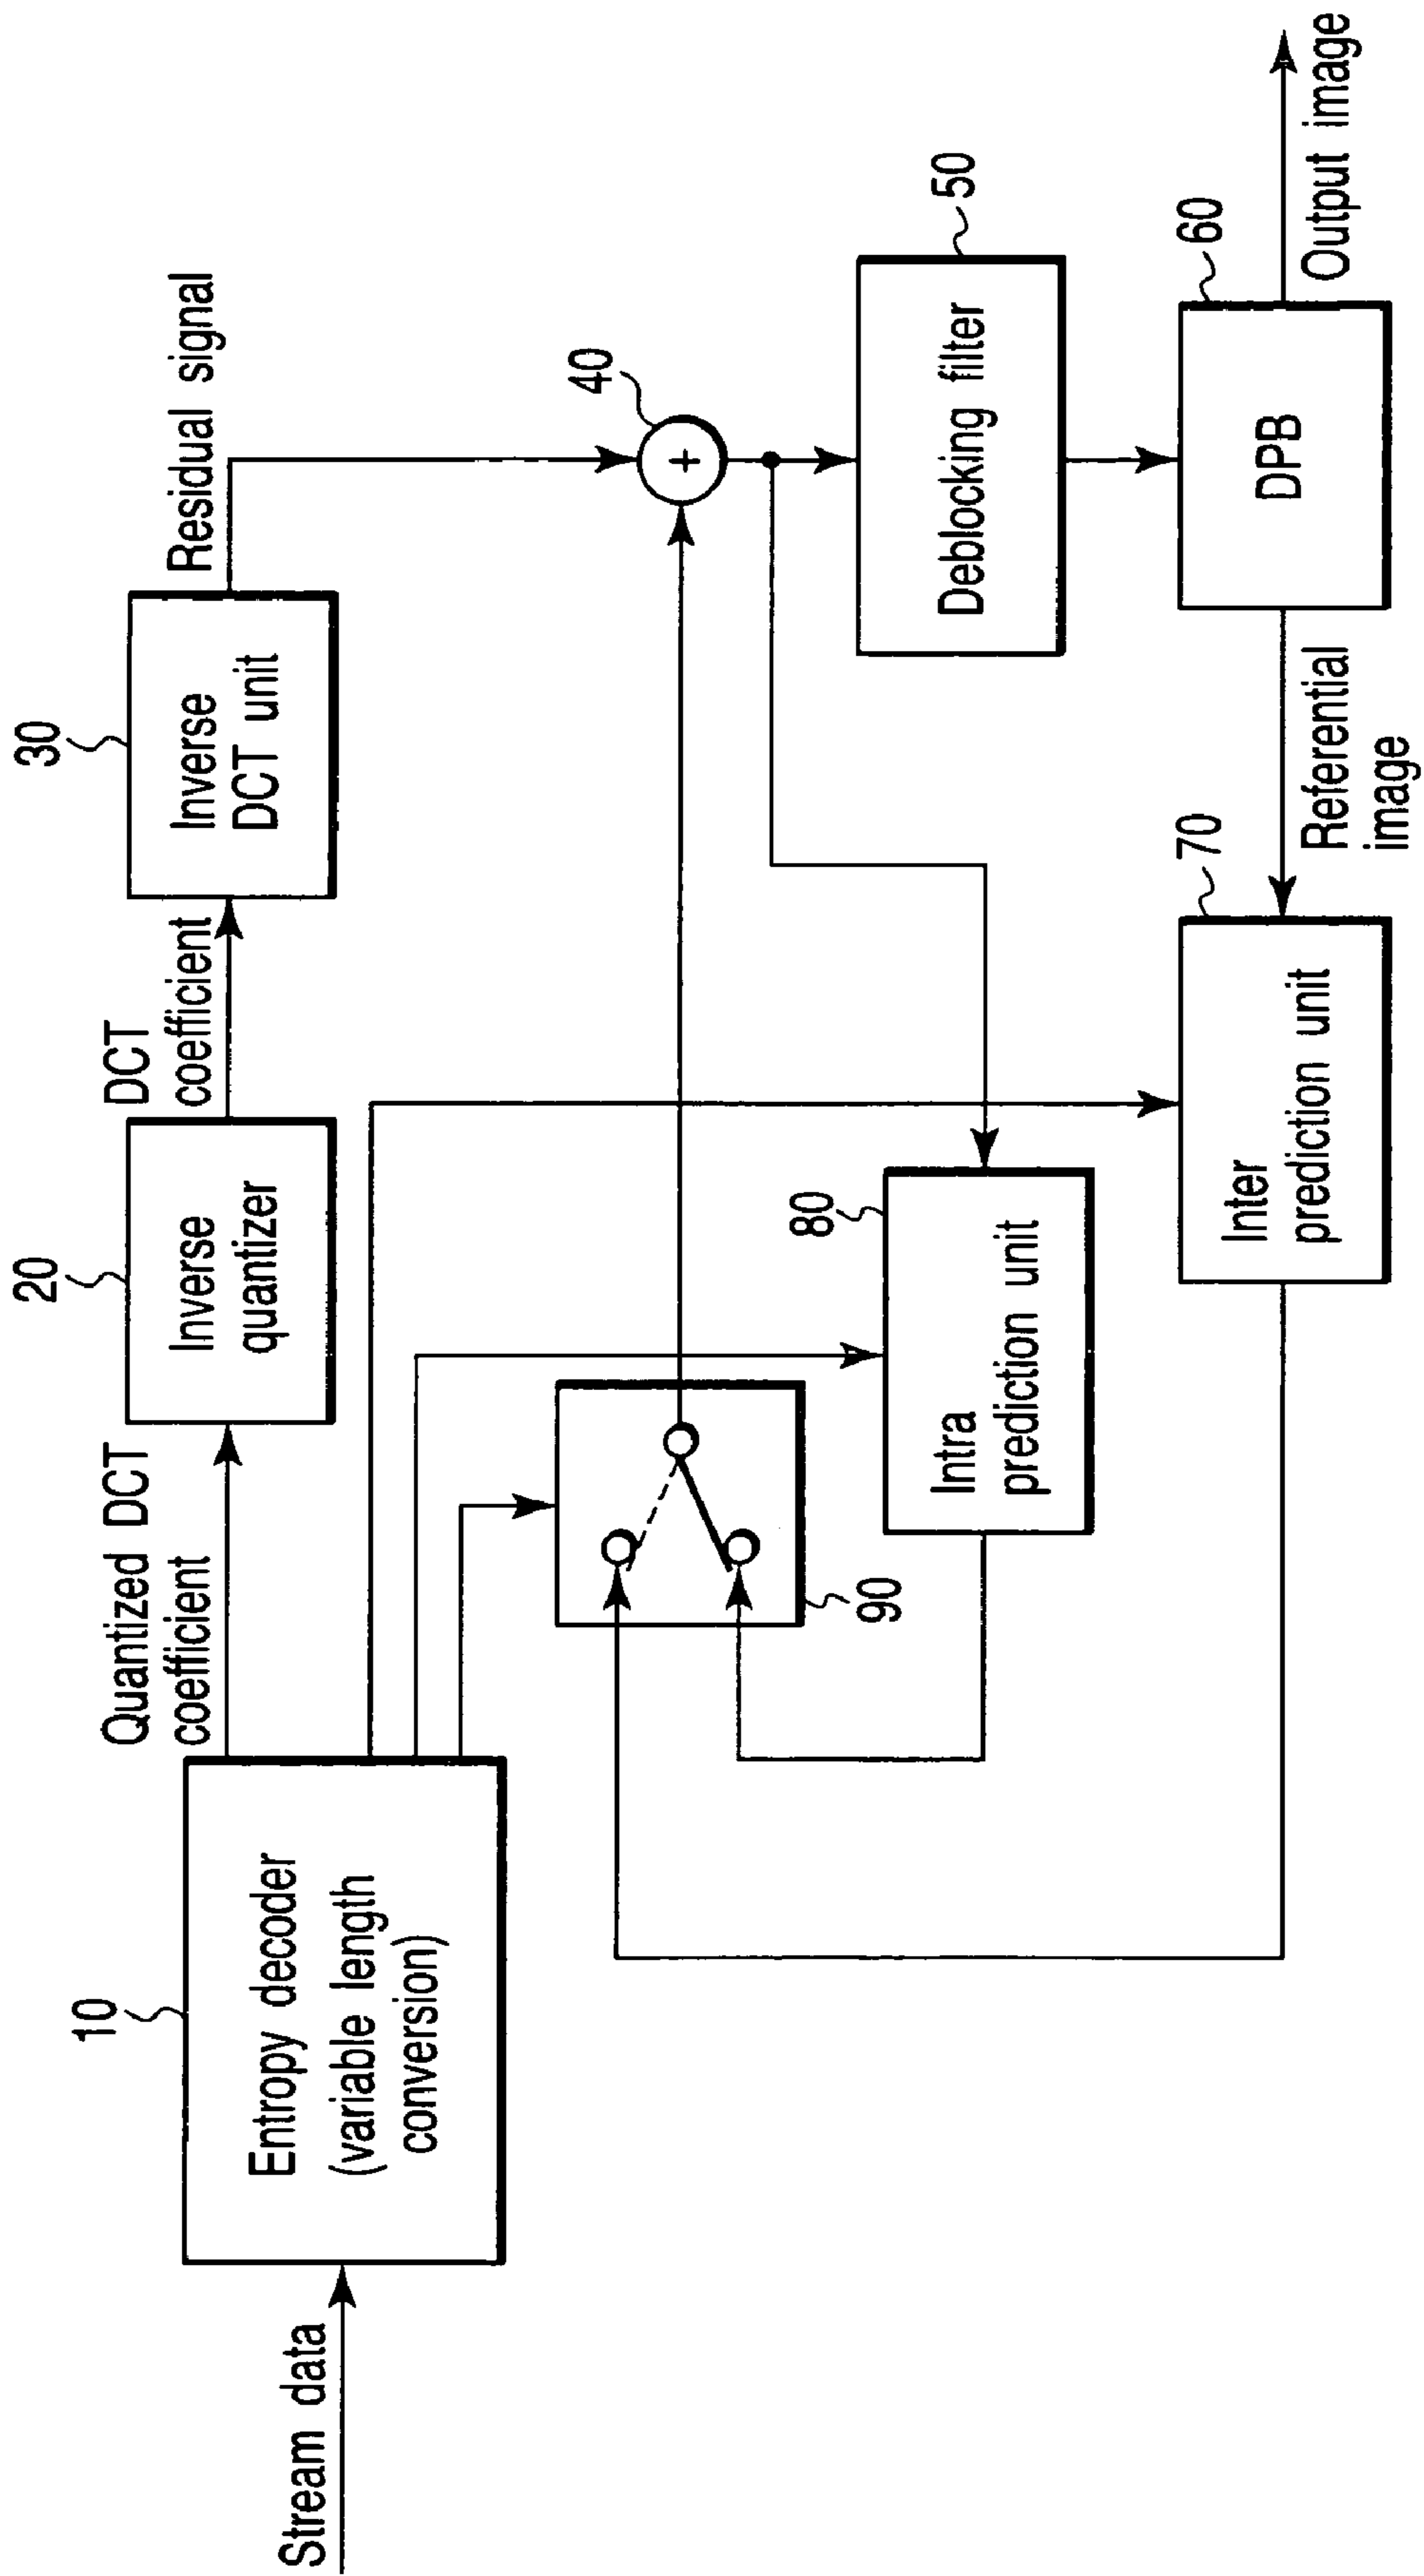 Stream data
10
Entropy decoder
(variable length
conversion)
Quantized DCT
coefficient
20
Inverse
quantizer
DCT
coefficient
30
Inverse
DCT unit
Residual signal
40
+
90
80
Intra
prediction unit
50
Deblocking filter
70
Inter
prediction unit
Referential
image
60
DPB
Output image